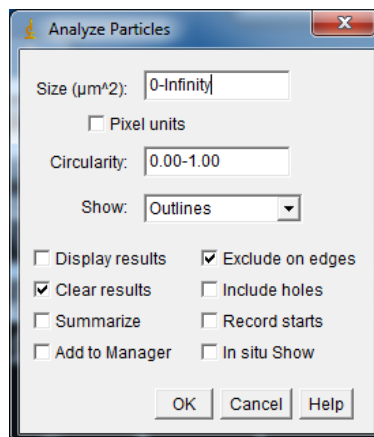 Analyze Particles
Size (µm^2): 0-Infinity
Pixel units
Circularity: 0.00-1.00
Show: Outlines
Display results Exclude on edges
Clear results Include holes
Summarize Record starts
Add to Manager In situ Show
OK Cancel Help